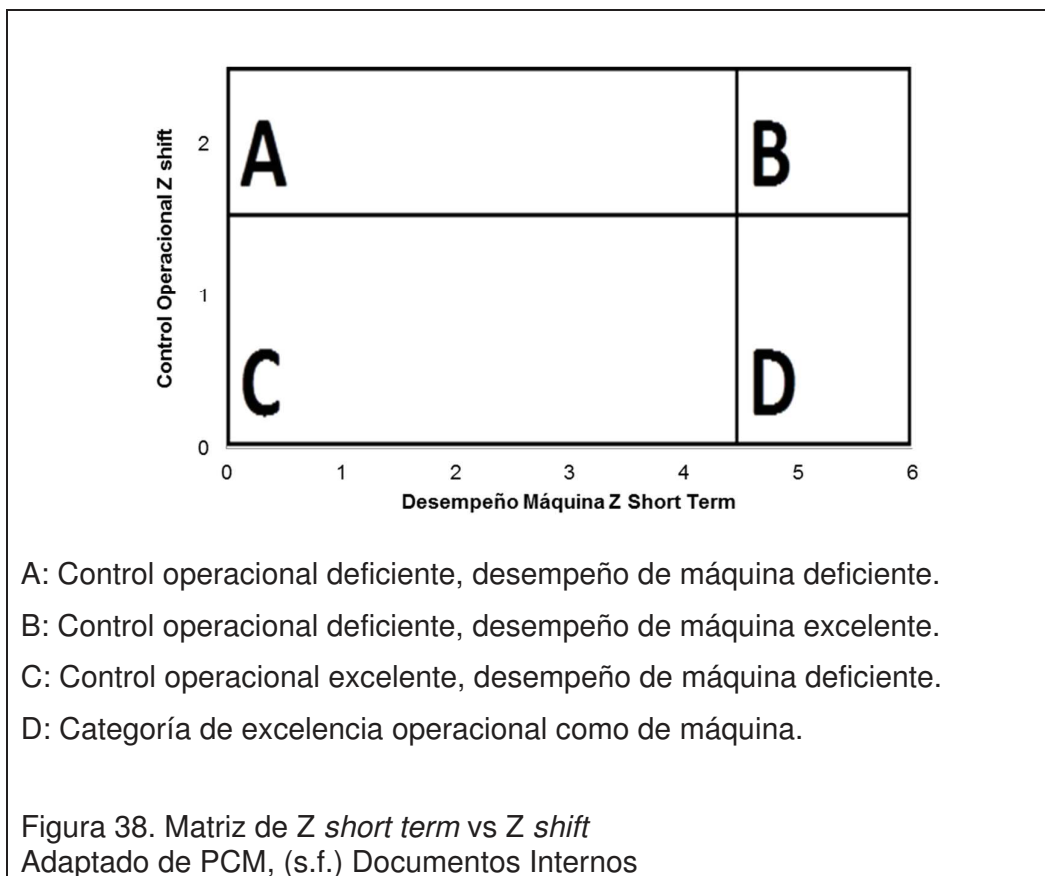 Control Operacional Z shift
2
A
B
1
C
D
0
0 1 2 3 4 5 6
Desempeño Máquina Z Short Term
A: Control operacional deficiente, desempeño de máquina deficiente.
B: Control operacional deficiente, desempeño de máquina excelente.
C: Control operacional excelente, desempeño de máquina deficiente.
D: Categoría de excelencia operacional como de máquina.
Figura 38. Matriz de Z short term vs Z shift
Adaptado de PCM, (s.f.) Documentos Internos